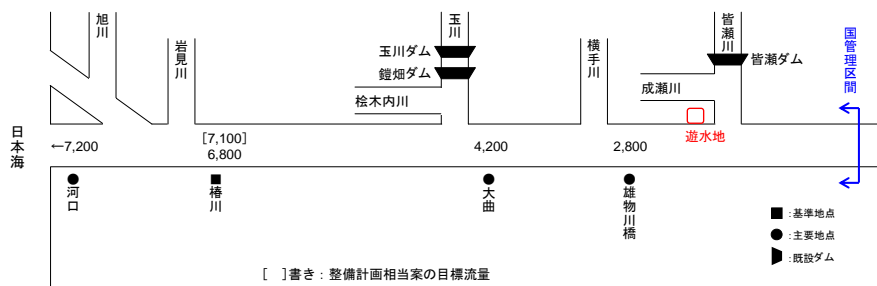 旭川
岩見川
玉川
玉川ダム
鎧畑ダム
桧木内川
横手川
皆瀬川
皆瀬ダム
成瀬川
遊水地
国管理区間
日本海
←7,200
[7,100]
6,800
4,200
2,800
河口
椿川
大曲
雄物川橋
■:基準地点
●:主要地点
:既設ダム
[ ]書き:整備計画相当案の目標流量